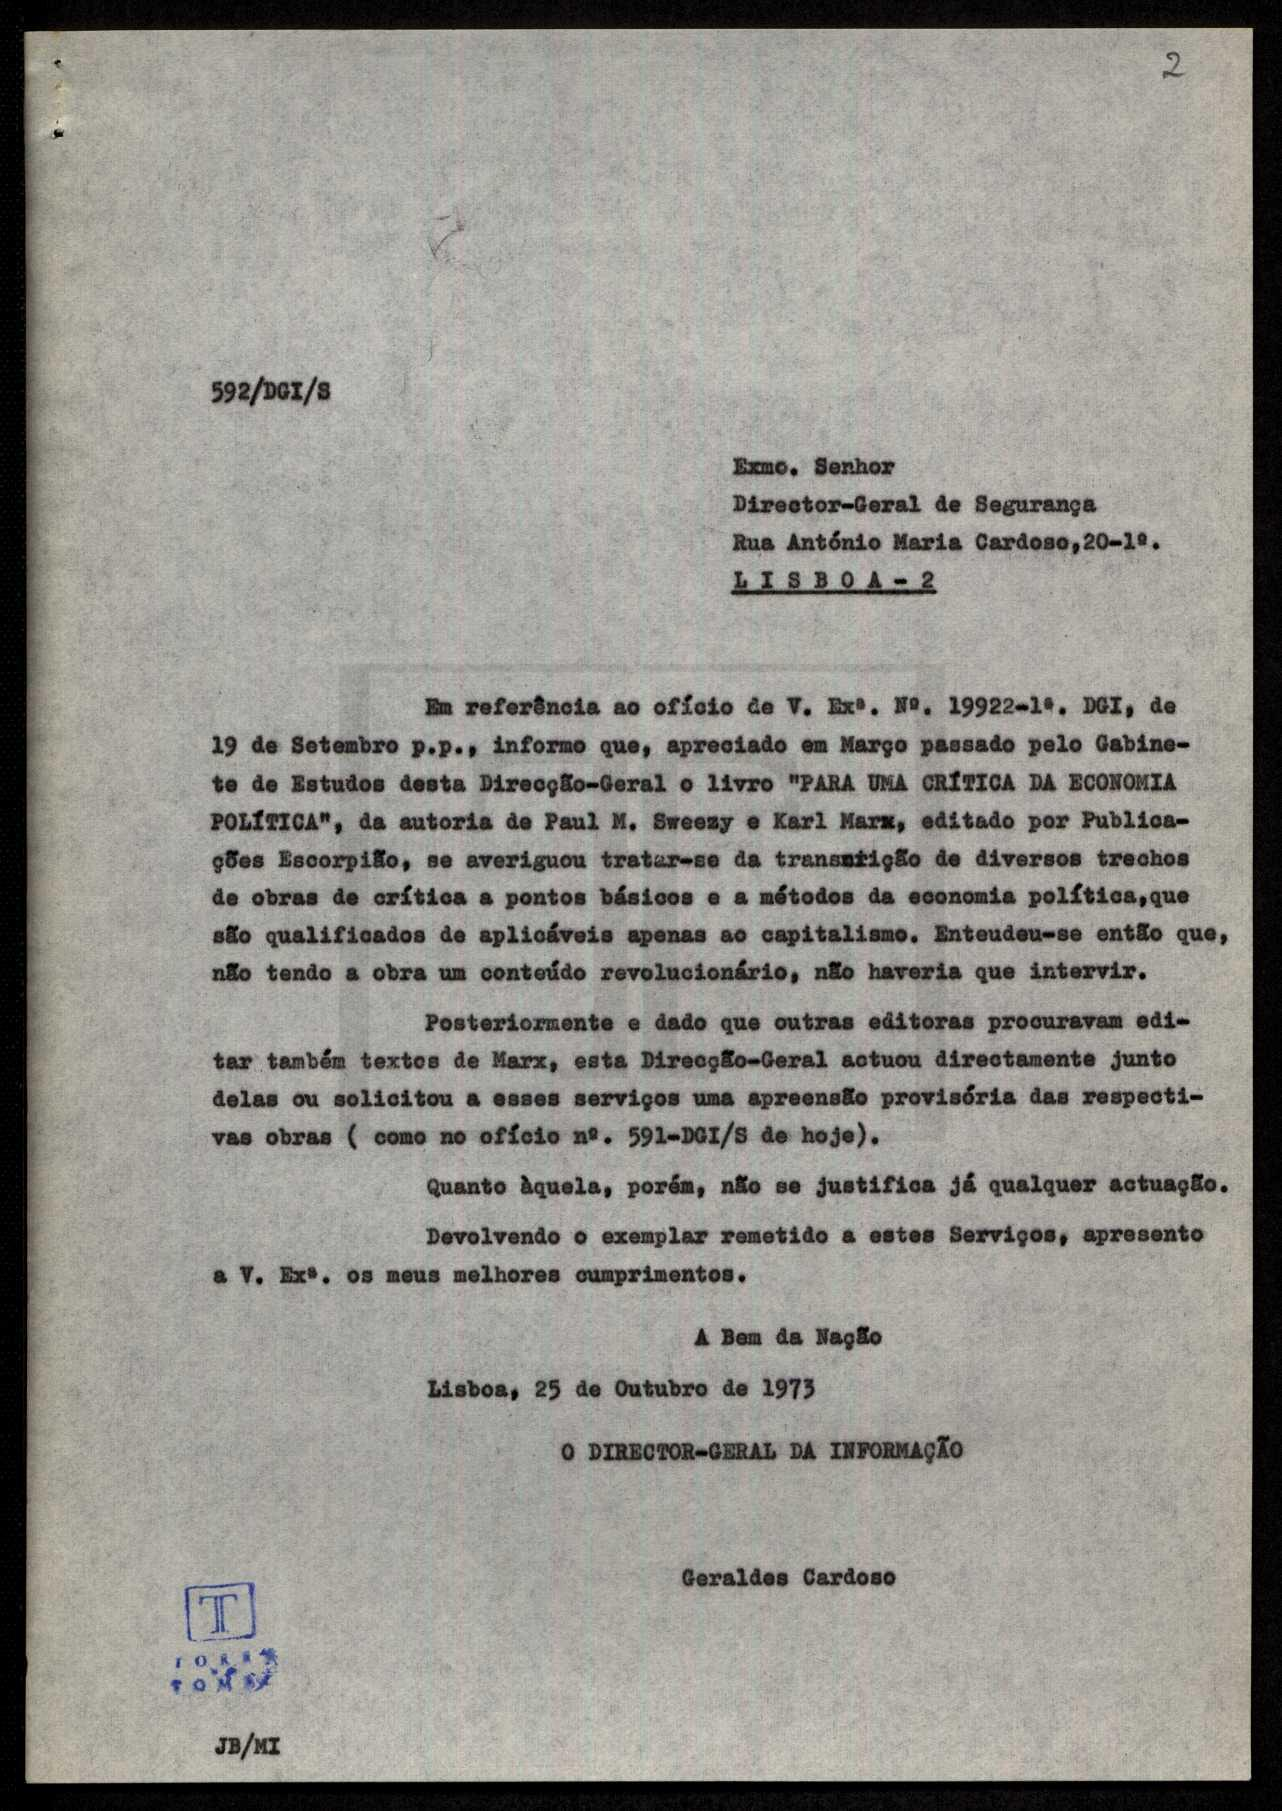 2
592/DGI/S
Exmo. Senhor
Director-Geral de Segurança
Rua António Maria Cardoso,20-1º.
L I S B O A - 2
Em referência ao ofício de V. Exª. Nº. 19922-1ª. DGI, de
19 de Setembro p.p., informo que, apreciado em Março passado pelo Gabine-
te de Estudos desta Direcção-Geral o livro "PARA UMA CRÍTICA DA ECONOMIA
POLÍTICA", da autoria de Paul M. Sweezy e Karl Marx, editado por Publica-
ções Escorpião, se averiguou tratar-se da transcrição de diversos trechos
de obras de crítica a pontos básicos e a métodos da economia política,que
são qualificados de aplicáveis apenas ao capitalismo. Enteudeu-se então que,
não tendo a obra um conteúdo revolucionário, não haveria que intervir.
Posteriormente e dado que outras editoras procuravam edi-
tar também textos de Marx, esta Direcção-Geral actuou directamente junto
delas ou solicitou a esses serviços uma apreensão provisória das respecti-
vas obras ( como no ofício nº. 591-DGI/S de hoje).
Quanto àquela, porém, não se justifica já qualquer actuação.
Devolvendo o exemplar remetido a estes Serviços, apresento
a V. Exª. os meus melhores cumprimentos.
A Bem da Nação
Lisboa, 25 de Outubro de 1973
O DIRECTOR-GERAL DA INFORMAÇÃO
Geraldes Cardoso
T
TORRE
TOMBO
JB/MI